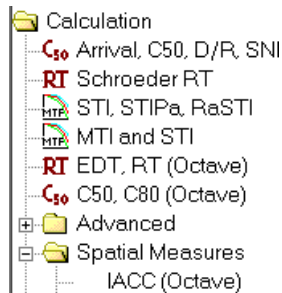 Calculation
C50 Arrival, C50, D/R, SNI
RT Schroeder RT
MTF STI, STIPa, RaSTI
MTF MTI and STI
RT EDT, RT (Octave)
C50 C50, C80 (Octave)
Advanced
Spatial Measures
IACC (Octave)